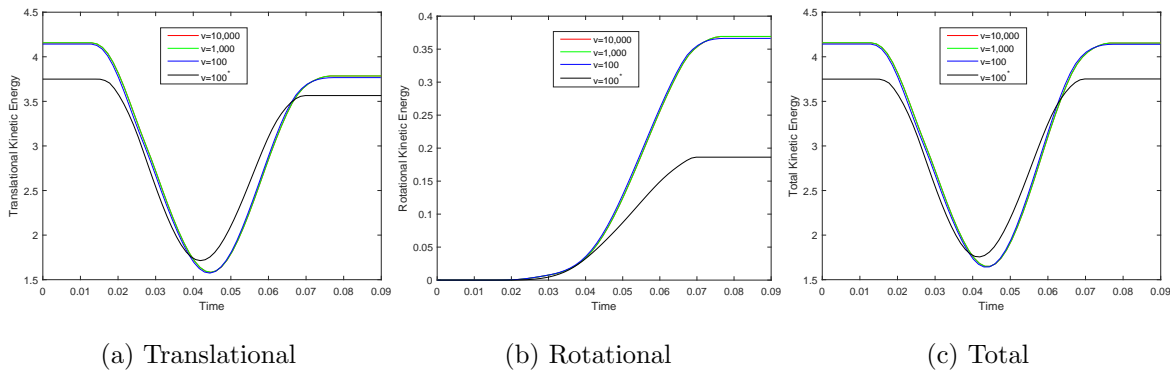 4.5
4
3.5
3
2.5
2
1.5
Translational Kinetic Energy
v=10,000
v=1,000
v=100
v=100*
0 0.01 0.02 0.03 0.04 0.05 0.06 0.07 0.08 0.09
Time
(a) Translational
0.4
0.35
0.3
0.25
0.2
0.15
0.1
0.05
0
Rotational Kinetic Energy
v=10,000
v=1,000
v=100
v=100*
0 0.01 0.02 0.03 0.04 0.05 0.06 0.07 0.08 0.09
Time
(b) Rotational
4.5
4
3.5
3
2.5
2
1.5
Total Kinetic Energy
v=10,000
v=1,000
v=100
v=100*
0 0.01 0.02 0.03 0.04 0.05 0.06 0.07 0.08 0.09
Time
(c) Total